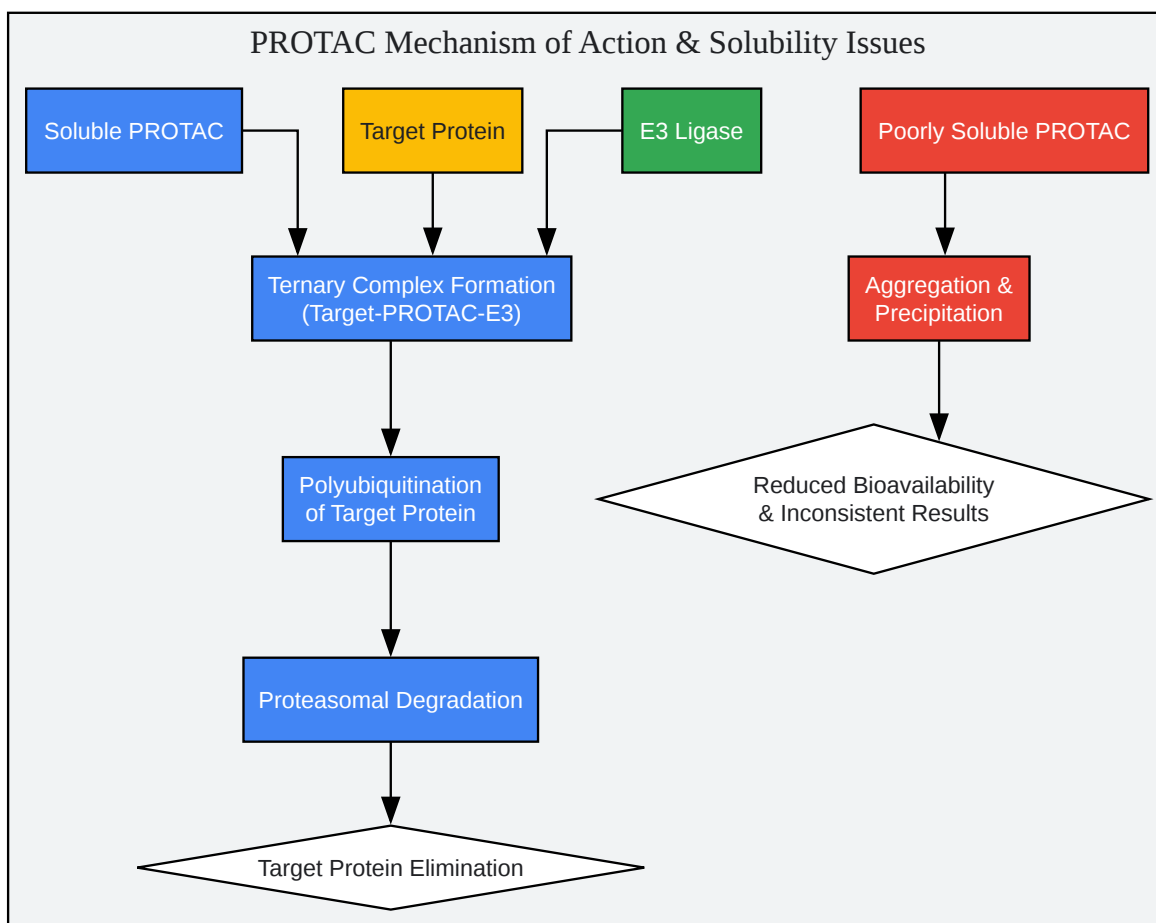 PROTAC Mechanism of Action & Solubility Issues
Soluble PROTAC
Target Protein
E3 Ligase
Poorly Soluble PROTAC
Ternary Complex Formation
(Target-PROTAC-E3)
Aggregation &
Precipitation
Polyubiquitination
of Target Protein
Reduced Bioavailability
& Inconsistent Results
Proteasomal Degradation
Target Protein Elimination